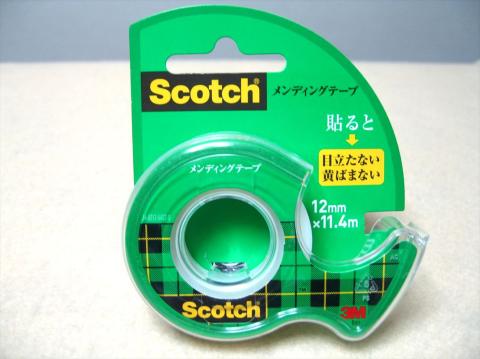 Scotch®
メンディングテープ
貼ると
目立たない
黄ばまない
メンディングテープ
12mm
×11.4m
Scotch
3M